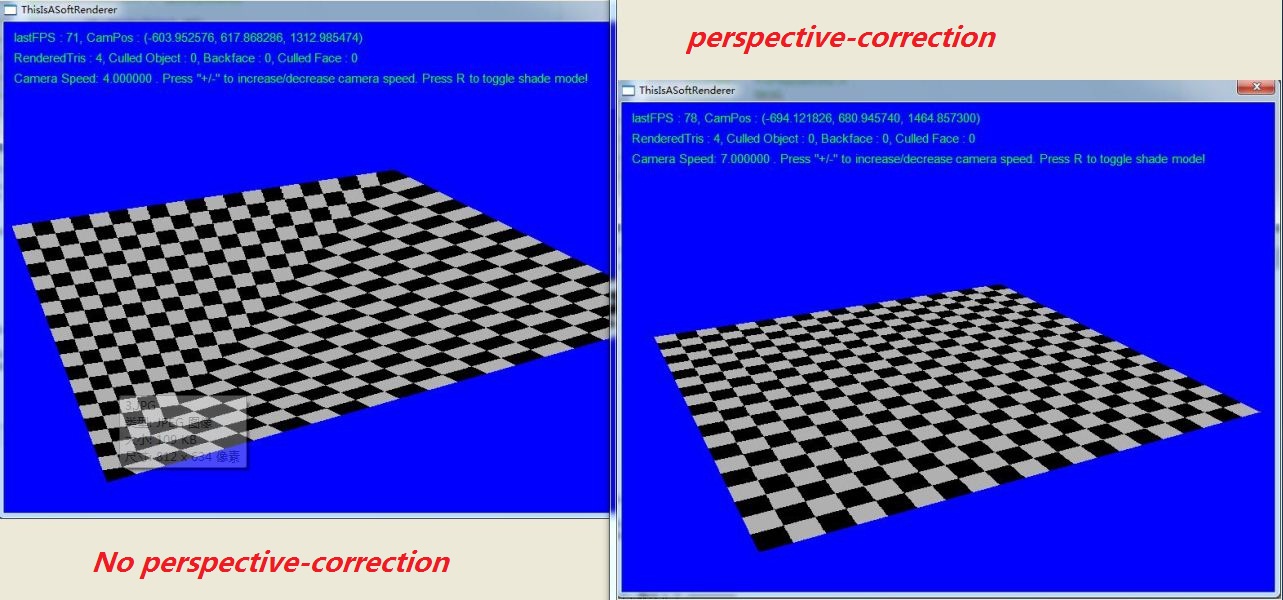 ThisIsASoftRenderer
lastFPS : 71, CamPos : (-603.952576, 617.868286, 1312.985474)
RenderedTris : 4, Culled Object : 0, Backface : 0, Culled Face : 0
Camera Speed: 4.000000 . Press "+/-" to increase/decrease camera speed. Press R to toggle shade mode!
3.JPG
类型: JPEG 图像
大小: 109 KB
尺寸: 812 x 634 像素
No perspective-correction
perspective-correction
ThisIsASoftRenderer
lastFPS : 78, CamPos : (-694.121826, 680.945740, 1464.857300)
RenderedTris : 4, Culled Object : 0, Backface : 0, Culled Face : 0
Camera Speed: 7.000000 . Press "+/-" to increase/decrease camera speed. Press R to toggle shade mode!